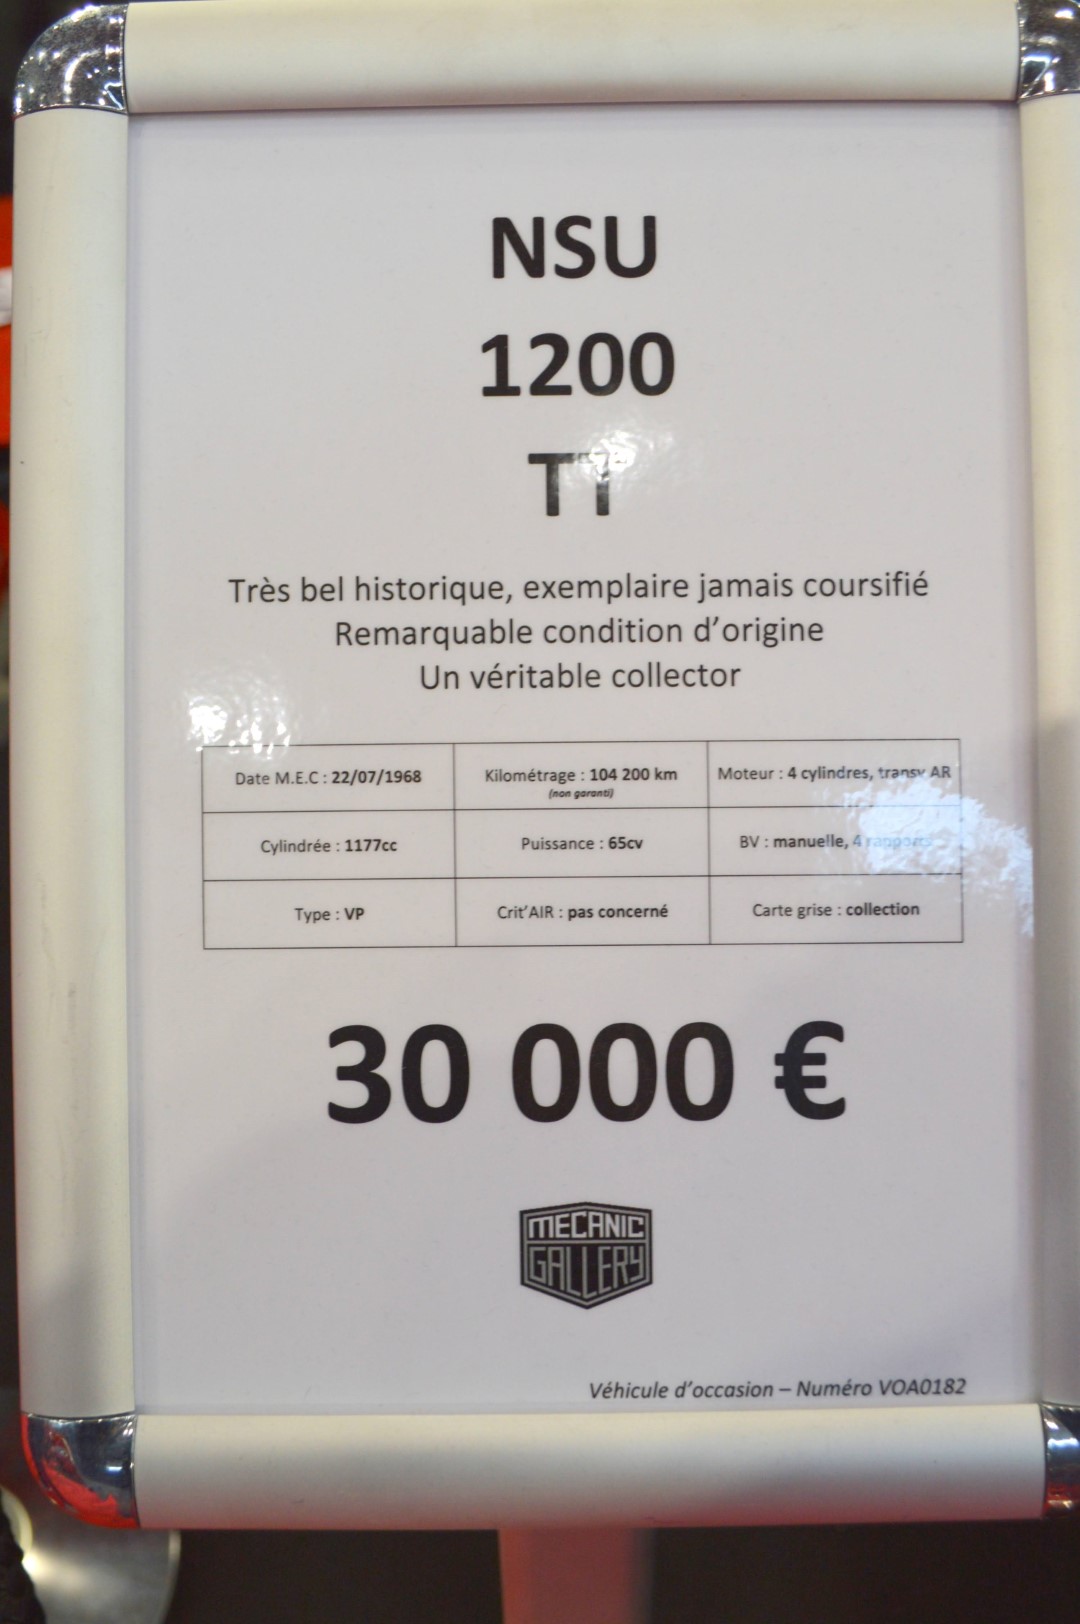 NSU
1200
TT
Très bel historique, exemplaire jamais coursifié
Remarquable condition d'origine
Un véritable collector
Date M.E.C : 22/07/1968
Kilométrage : 104 200 km
(non garanti)
Moteur : 4 cylindres, transv AR
Cylindrée : 1177cc
Puissance : 65cv
BV : manuelle, 4 rapports
Type : VP
Crit'AIR : pas concerné
Carte grise : collection
30 000 €
MECANIC
GALLERY
Véhicule d'occasion – Numéro VOA0182